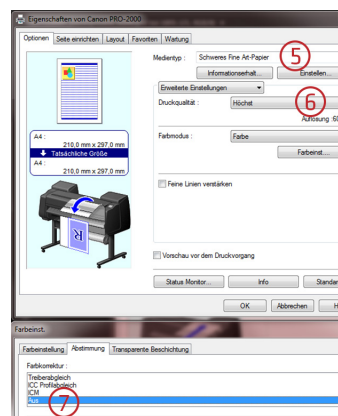 Eigenschaften von Canon PRO-2000
Optionen Seite einrichten Layout Favoriten Wartung
Medientyp : Schweres Fine Art-Papier
5
Informationserhalt... Einstellen...
Erweiterte Einstellungen
Druckqualität : Höchst
6
Auflösung :60
A4 :
210,0 mm x 297,0 mm
Tatsächliche Größe
A4 :
210,0 mm x 297,0 mm
Farbmodus : Farbe
Farbeinst....
Feine Linien verstärken
Vorschau vor dem Druckvorgang
Status Monitor... Info Standar
OK Abbrechen H
Farbeinst.
Farbeinstellung Abstimmung Transparente Beschichtung
Farbkorrektur :
Treiberabgleich
ICC Profilabgleich
ICM
Aus
7